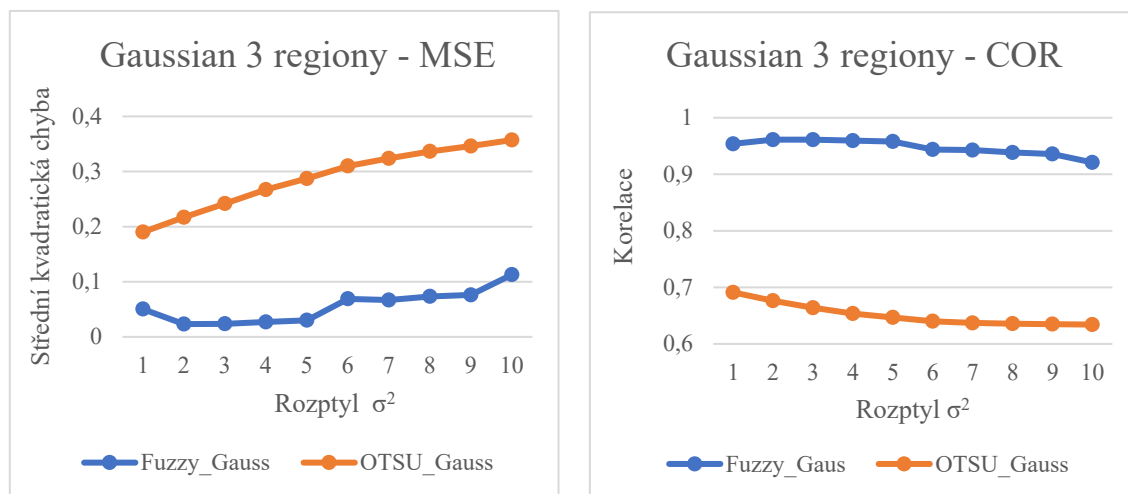 Gaussian 3 regiony - MSE
Střední kvadratická chyba
0,4
0,3
0,2
0,1
0
1 2 3 4 5 6 7 8 9 10
Rozptyl σ²
Fuzzy_Gauss OTSU_Gauss
Gaussian 3 regiony - COR
Korelace
1
0,9
0,8
0,7
0,6
1 2 3 4 5 6 7 8 9 10
Rozptyl σ²
Fuzzy_Gaus OTSU_Gauss